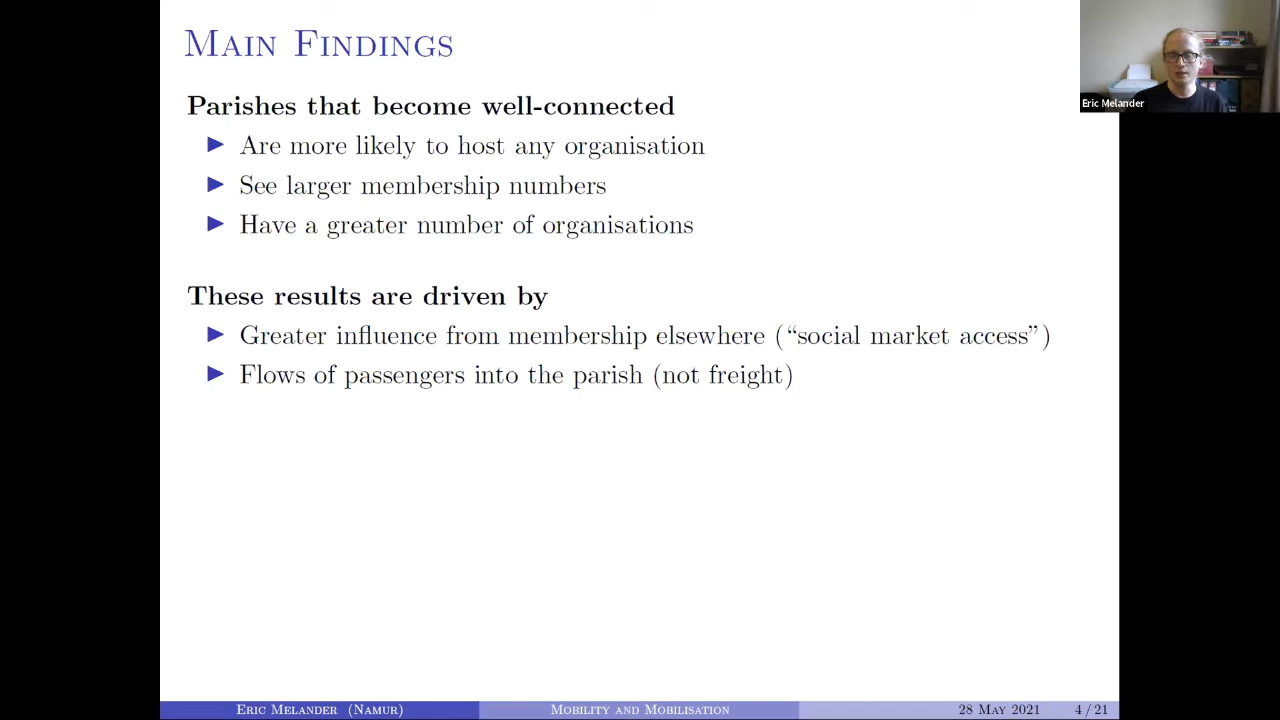 Main Findings
Parishes that become well-connected
Are more likely to host any organisation
See larger membership numbers
Have a greater number of organisations
These results are driven by
Greater influence from membership elsewhere (“social market access”)
Flows of passengers into the parish (not freight)
Eric Melander
Eric Melander (Namur) Mobility and Mobilisation 28 May 2021 4 / 21